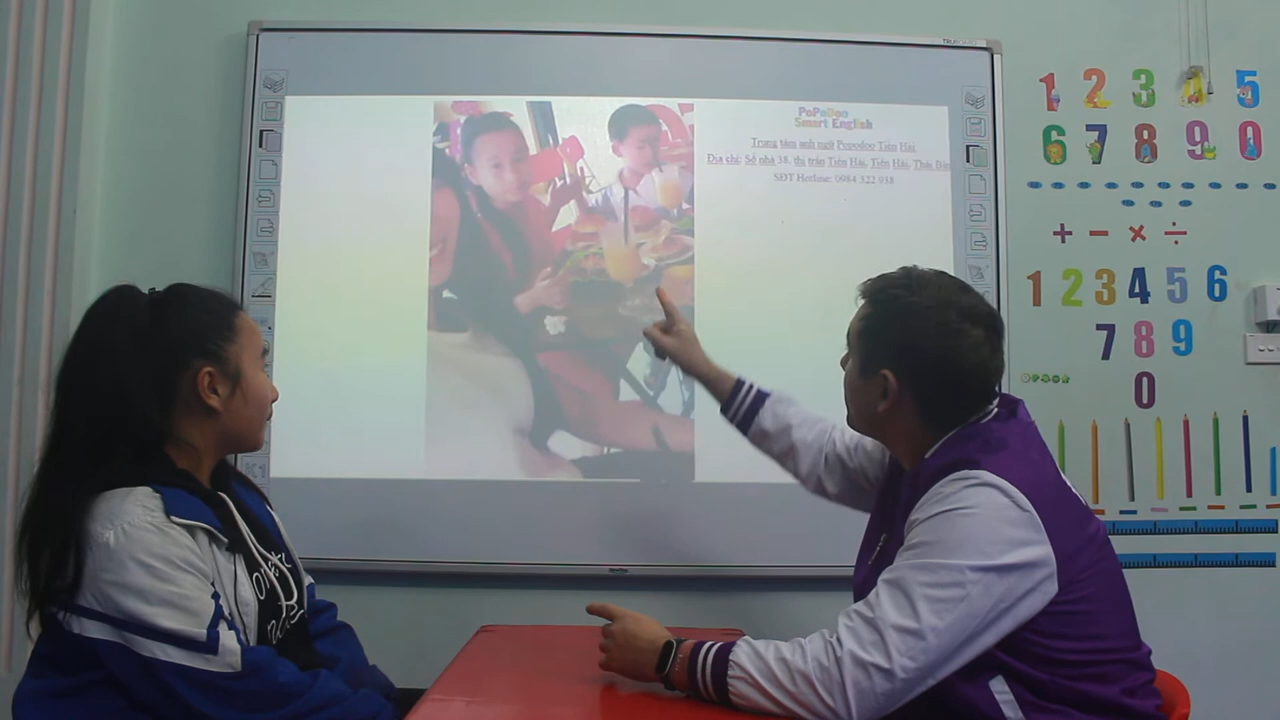 TRUBOARD
PoPoDoo
Smart English
Trung tâm anh ngữ Popodoo Tiền Hải
Địa chỉ: Số nhà 38, thị trấn Tiền Hải, Tiền Hải, Thái Bìn
SĐT Hotline: 0984 322 938
1 2 3 5
6 7 8 9 0
+ - × ÷
1 2 3 4 5 6
7 8 9
0